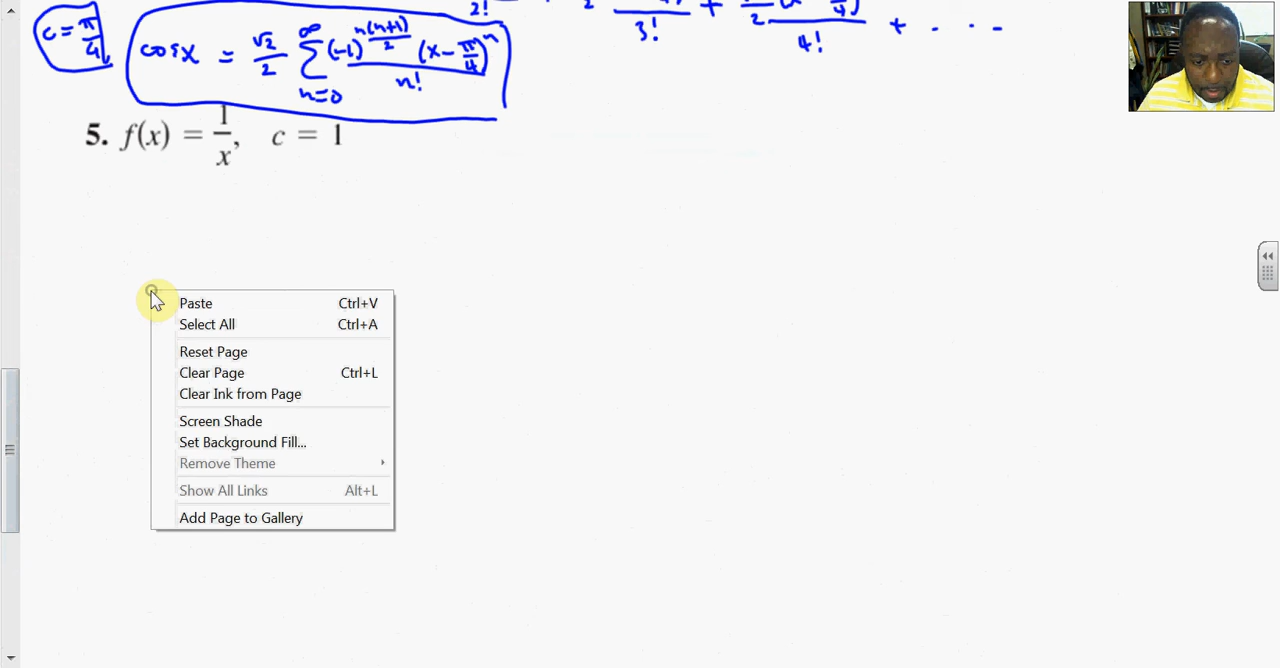 2! 2 3! + 2 4! + . . .
c = π/4
cos x = √2/2 ∞ Σ n=0 (-1)^n(n+1)/2 (x - π/4)^n / n!
5. f(x) = 1/x, c = 1
Paste Ctrl+V
Select All Ctrl+A
Reset Page
Clear Page Ctrl+L
Clear Ink from Page
Screen Shade
Set Background Fill...
Remove Theme
Show All Links Alt+L
Add Page to Gallery